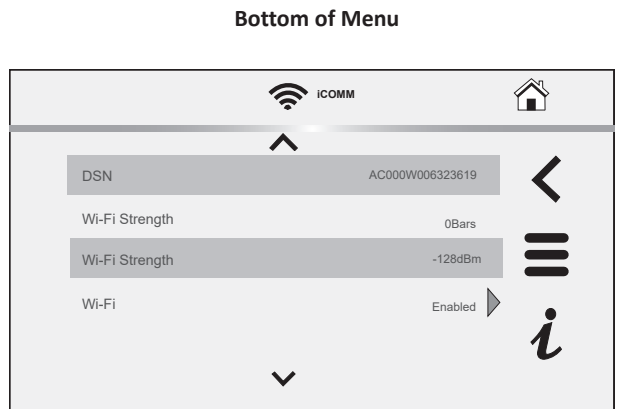 Bottom of Menu
iCOMM
DSN AC000W006323619
Wi-Fi Strength 0Bars
Wi-Fi Strength -128dBm
Wi-Fi Enabled
i